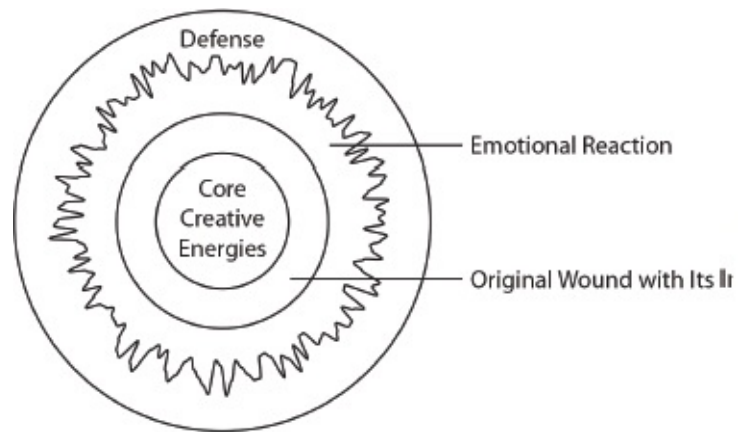 Defense
Emotional Reaction
Core
Creative
Energies
Original Wound with Its